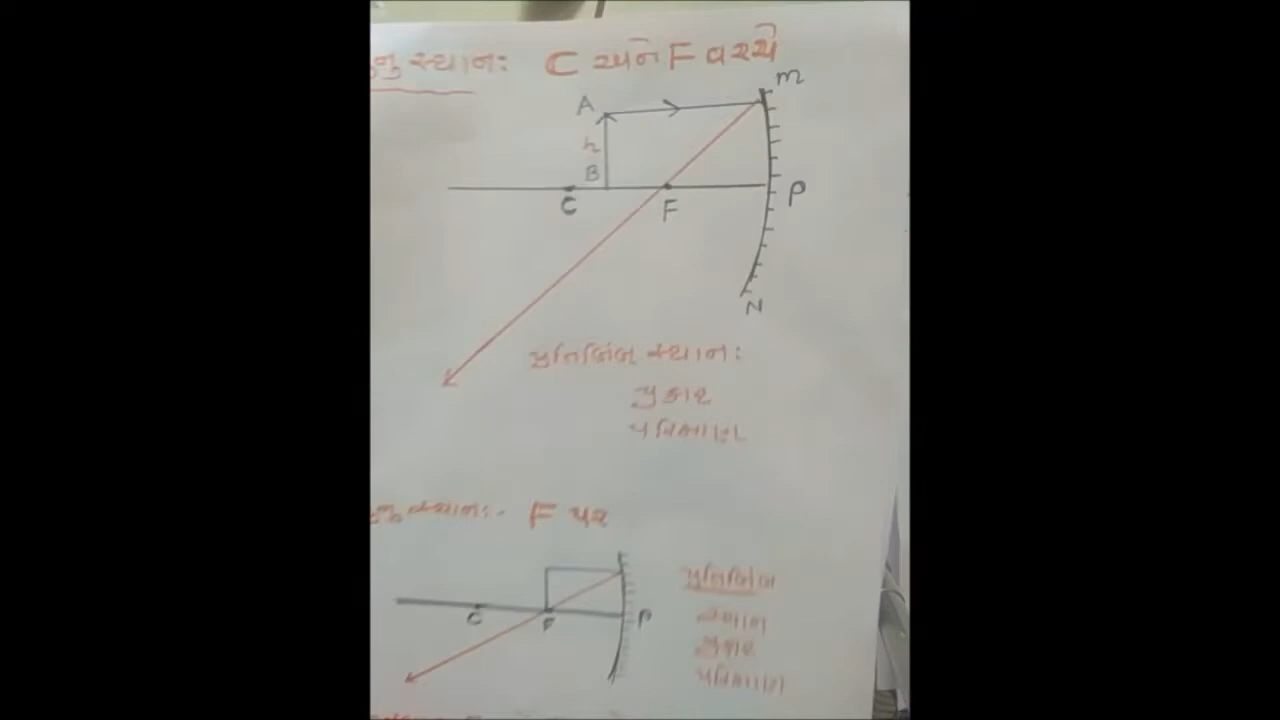 નુ સ્થાન: C અને F વચ્ચે
M
A
h
B
P
C
F
N
પ્રતિબિંબ સ્થાન:
પ્રકાર
પરિમાણ
નુ સ્થાન:- F પર
પ્રતિબિંબ
C
F
P
સ્થાન
પ્રકાર
પરિમાણ